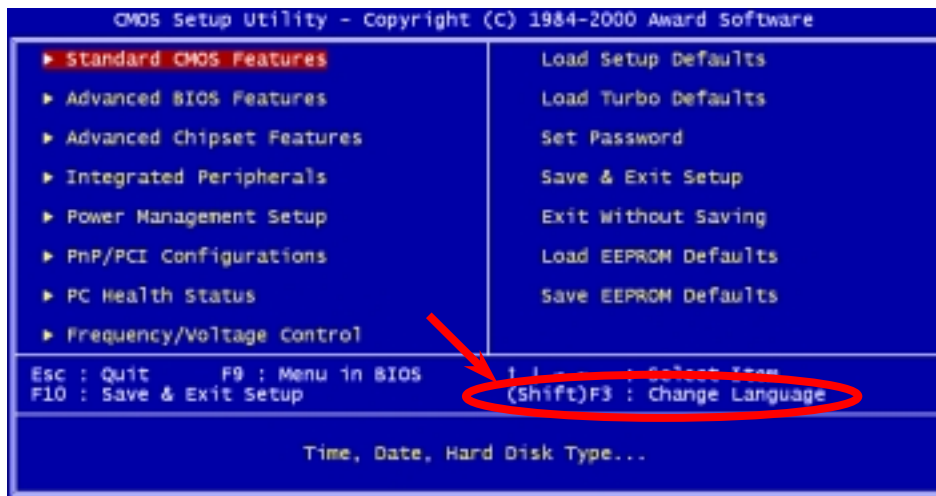 CMOS Setup Utility - Copyright (C) 1984-2000 Award Software
▶ Standard CMOS Features
▶ Advanced BIOS Features
▶ Advanced Chipset Features
▶ Integrated Peripherals
▶ Power Management Setup
▶ PnP/PCI Configurations
▶ PC Health Status
▶ Frequency/Voltage Control
Load Setup Defaults
Load Turbo Defaults
Set Password
Save & Exit Setup
Exit Without Saving
Load EEPROM Defaults
Save EEPROM Defaults
Esc : Quit F9 : Menu in BIOS : Select Item
F10 : Save & Exit Setup (Shift)F3 : Change Language
Time, Date, Hard Disk Type...